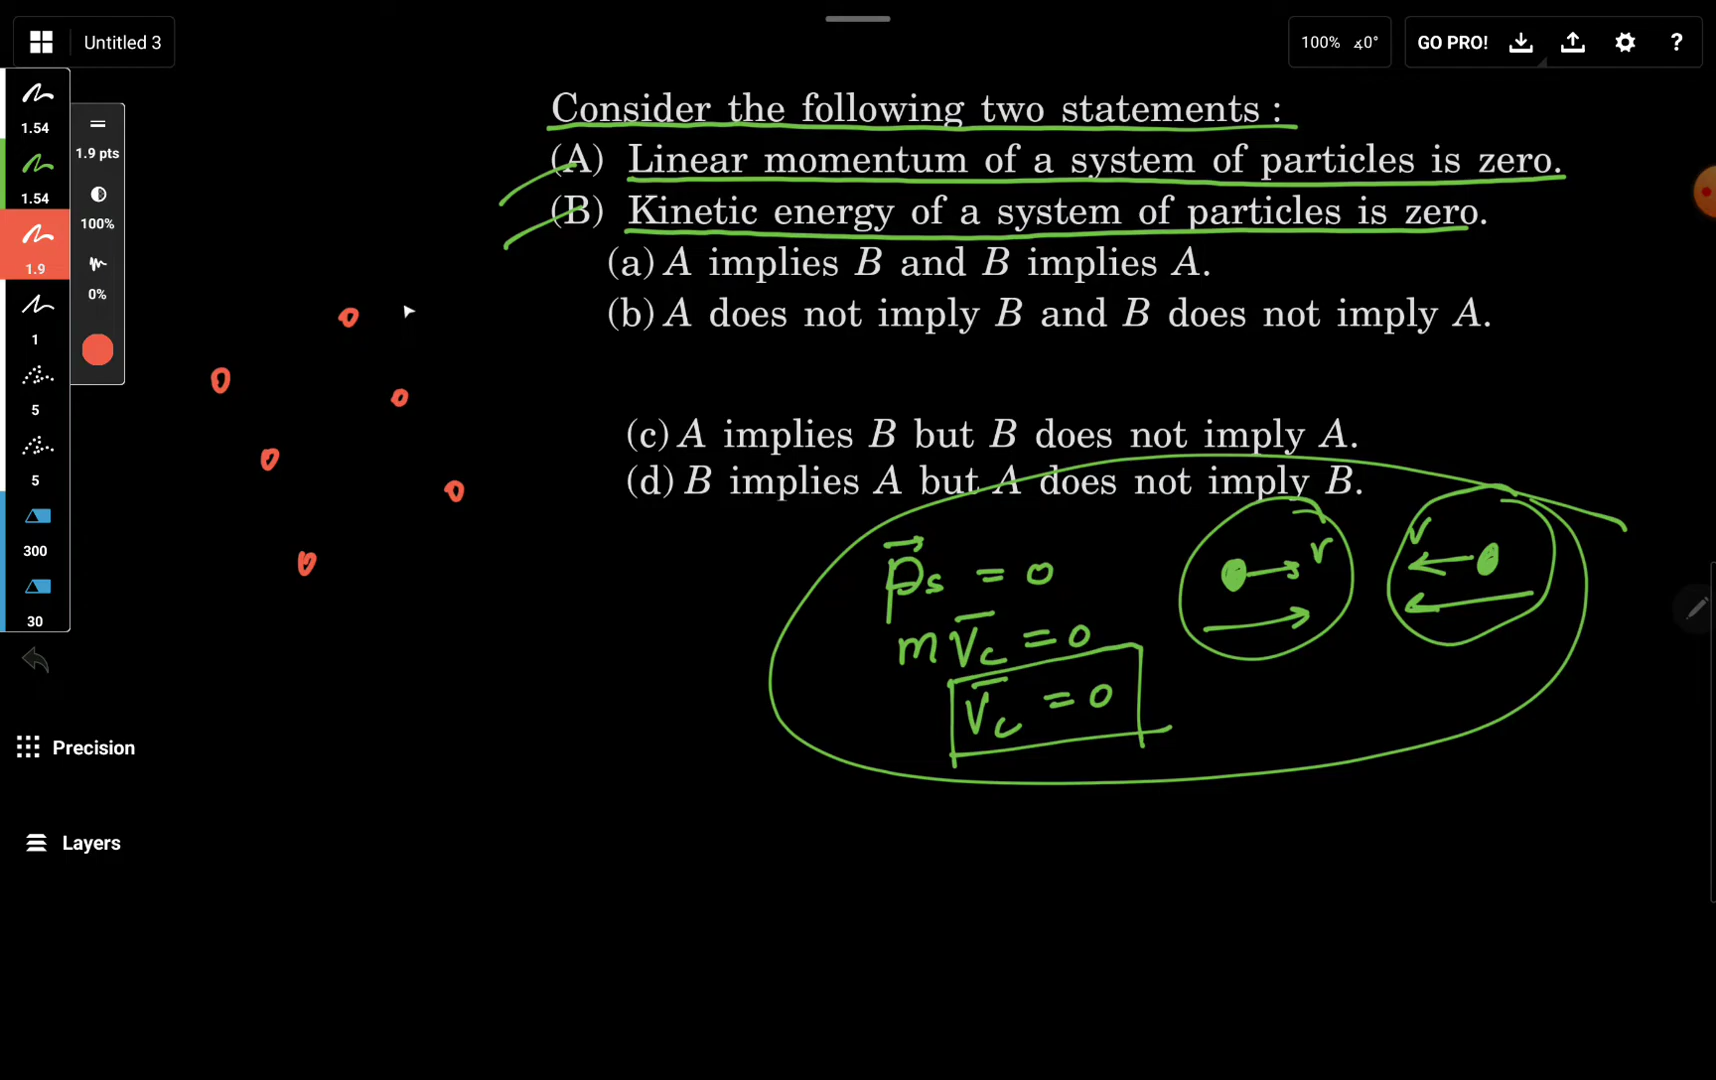 Untitled 3
100% ∡0°
GO PRO!
?
1.54
1.54
1.9
1
5
5
300
30
1.9 pts
100%
0%
Precision
Layers
Consider the following two statements :
(A) Linear momentum of a system of particles is zero.
(B) Kinetic energy of a system of particles is zero.
(a) A implies B and B implies A.
(b) A does not imply B and B does not imply A.
(c) A implies B but B does not imply A.
(d) B implies A but A does not imply B.
p⃗s = 0
m V̅c = 0
V̅c = 0
v
v